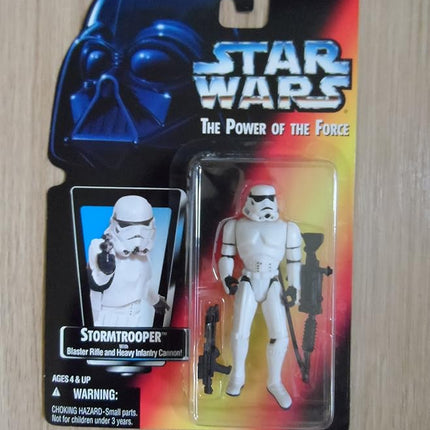 STAR
WARS
THE POWER OF THE FORCE
STORMTROOPER™
With
Blaster Rifle and Heavy Infantry Cannon!
AGES 4 & UP
WARNING:
CHOKING HAZARD-Small parts.
Not for children under 3 years.